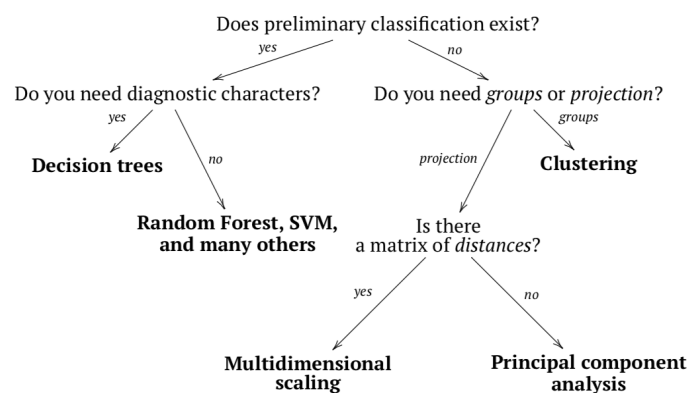 Does preliminary classification exist?
yes
no
Do you need diagnostic characters?
Do you need groups or projection?
yes
groups
Decision trees
no
projection
Clustering
Random Forest, SVM,
and many others
Is there
a matrix of distances?
yes
no
Multidimensional
scaling
Principal component
analysis